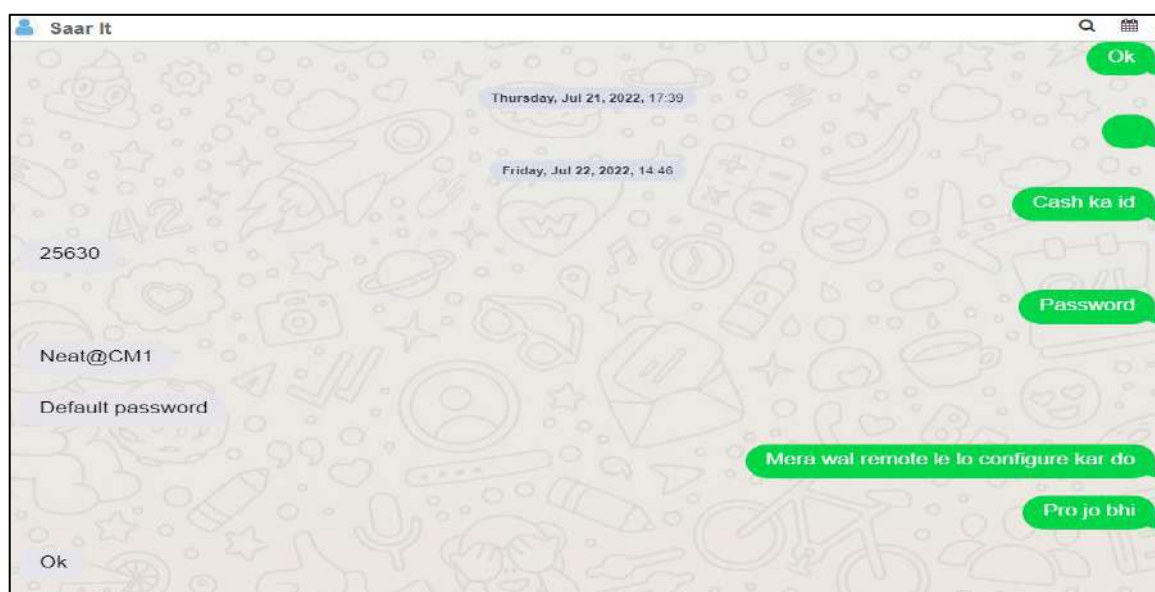 Saar It
Ok
Thursday, Jul 21, 2022, 17:39
Friday, Jul 22, 2022, 14:46
Cash ka id
25630
Password
Neat@CM1
Default password
Mera wal remote le lo configure kar do
Pro jo bhi
Ok